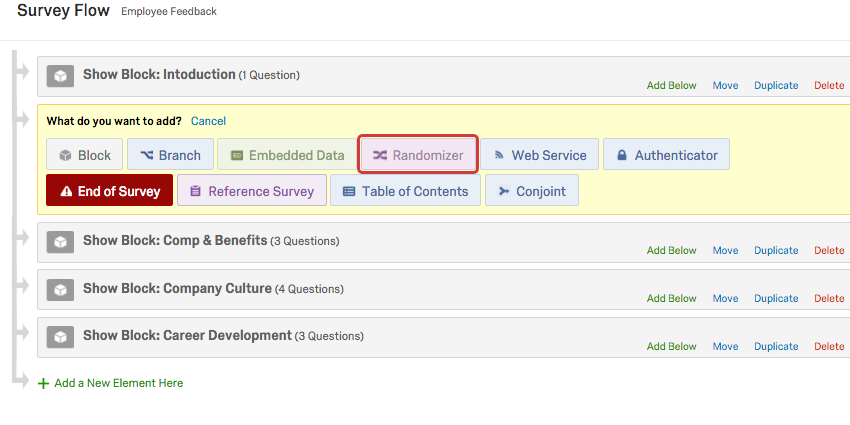 Survey Flow Employee Feedback
Show Block: Intoduction (1 Question)
Add Below Move Duplicate Delete
What do you want to add? Cancel
Block Branch Embedded Data Randomizer Web Service Authenticator
End of Survey Reference Survey Table of Contents Conjoint
Show Block: Comp & Benefits (3 Questions)
Add Below Move Duplicate Delete
Show Block: Company Culture (4 Questions)
Add Below Move Duplicate Delete
Show Block: Career Development (3 Questions)
Add Below Move Duplicate Delete
Add a New Element Here